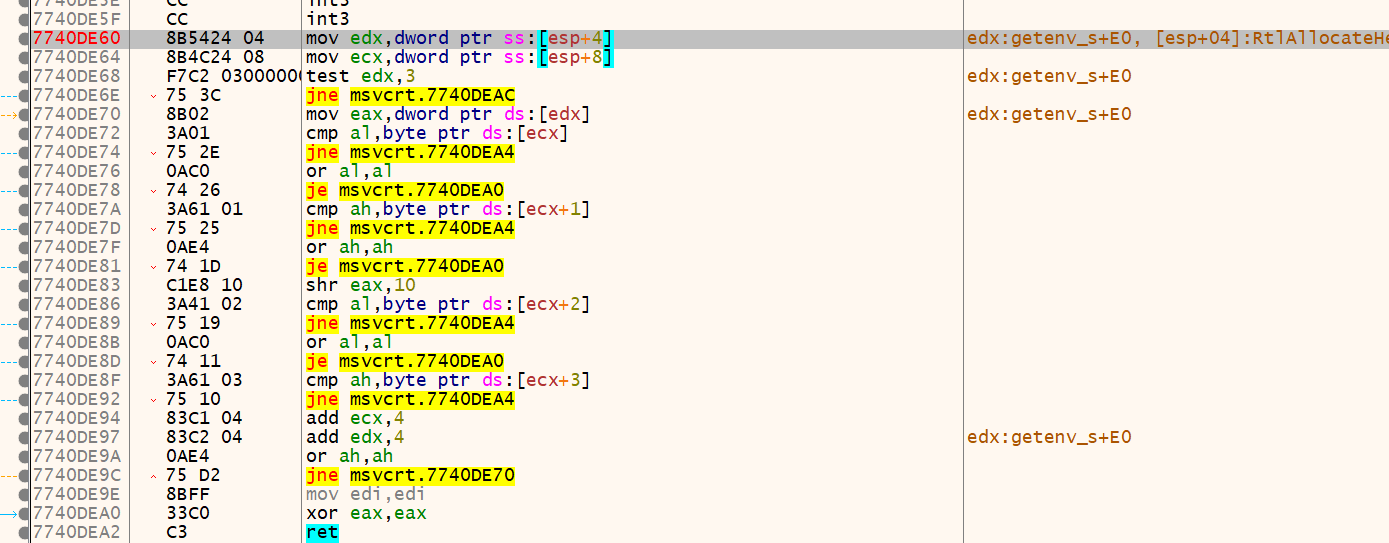 7740DE5E CC int3
7740DE5F CC int3
7740DE60 8B5424 04 mov edx,dword ptr ss:[esp+4] edx:getenv_s+E0, [esp+04]:RtlAllocateHe
7740DE64 8B4C24 08 mov ecx,dword ptr ss:[esp+8]
7740DE68 F7C2 03000000 test edx,3 edx:getenv_s+E0
7740DE6E 75 3C jne msvcrt.7740DEAC
7740DE70 8B02 mov eax,dword ptr ds:[edx] edx:getenv_s+E0
7740DE72 3A01 cmp al,byte ptr ds:[ecx]
7740DE74 75 2E jne msvcrt.7740DEA4
7740DE76 0AC0 or al,al
7740DE78 74 26 je msvcrt.7740DEA0
7740DE7A 3A61 01 cmp ah,byte ptr ds:[ecx+1]
7740DE7D 75 25 jne msvcrt.7740DEA4
7740DE7F 0AE4 or ah,ah
7740DE81 74 1D je msvcrt.7740DEA0
7740DE83 C1E8 10 shr eax,10
7740DE86 3A41 02 cmp al,byte ptr ds:[ecx+2]
7740DE89 75 19 jne msvcrt.7740DEA4
7740DE8B 0AC0 or al,al
7740DE8D 74 11 je msvcrt.7740DEA0
7740DE8F 3A61 03 cmp ah,byte ptr ds:[ecx+3]
7740DE92 75 10 jne msvcrt.7740DEA4
7740DE94 83C1 04 add ecx,4
7740DE97 83C2 04 add edx,4 edx:getenv_s+E0
7740DE9A 0AE4 or ah,ah
7740DE9C 75 D2 jne msvcrt.7740DE70
7740DE9E 8BFF mov edi,edi
7740DEA0 33C0 xor eax,eax
7740DEA2 C3 ret